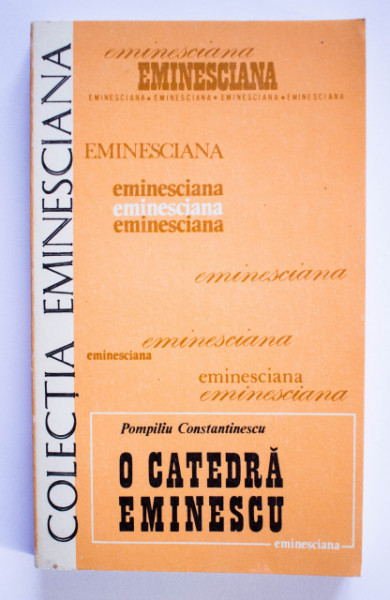 COLECȚIA EMINESCIANA
eminesciana
EMINESCIANA
EMINESCIANA • EMINESCIANA • EMINESCIANA • EMINESCIANA
EMINESCIANA
eminesciana
eminesciana
eminesciana
eminesciana
eminesciana
eminesciana
eminesciana
eminesciana
Pompiliu Constantinescu
O CATEDRĂ
EMINESCU
eminesciana